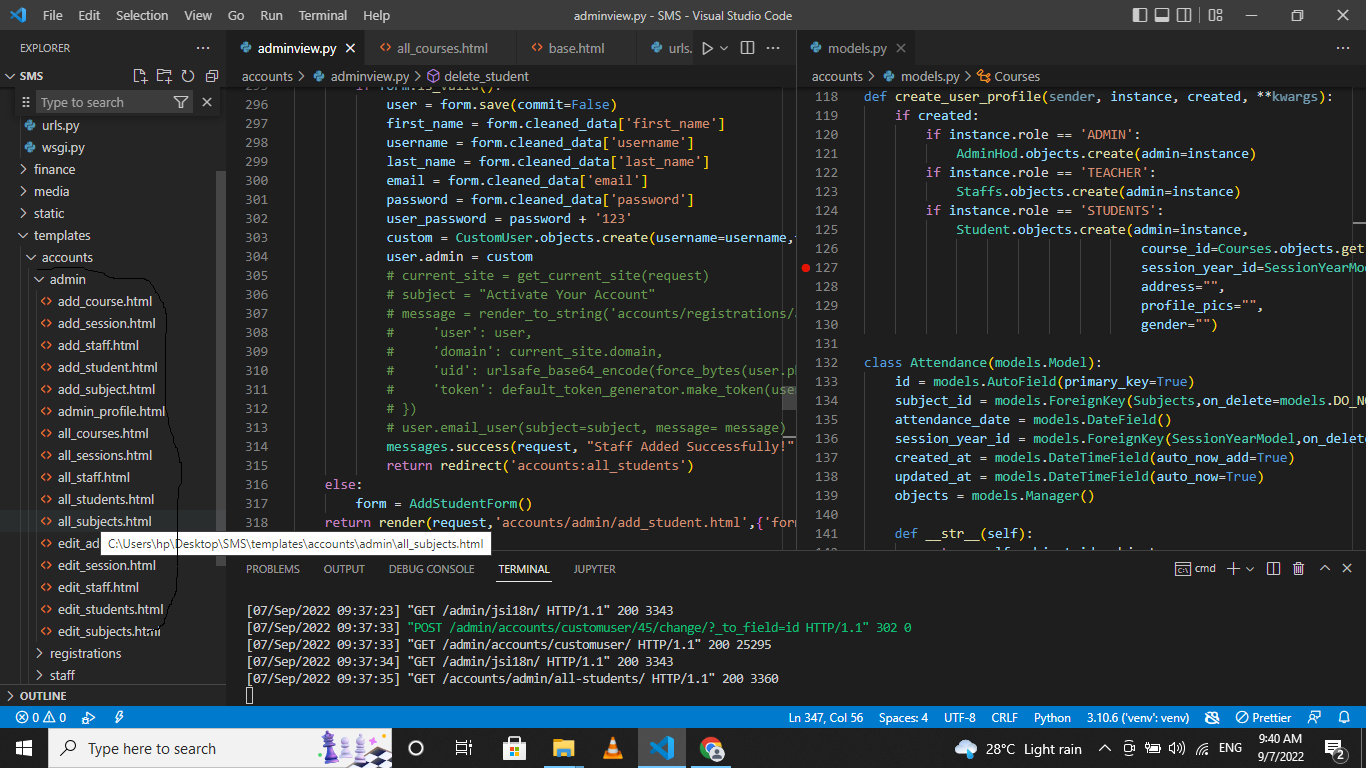 File Edit Selection View Go Run Terminal Help
adminview.py - SMS - Visual Studio Code
EXPLORER
SMS
Type to search
urls.py
wsgi.py
finance
media
static
templates
accounts
admin
add_course.html
add_session.html
add_staff.html
add_student.html
add_subject.html
admin_profile.html
all_courses.html
all_sessions.html
all_staff.html
all_students.html
all_subjects.html
edit_ad
C:\Users\hp\Desktop\SMS\templates\accounts\admin\all_subjects.html
edit_session.html
edit_staff.html
edit_students.html
edit_subjects.html
registrations
staff
OUTLINE
adminview.py all_courses.html base.html urls.
accounts > adminview.py > delete_student
295 if form.is_valid():
296 user = form.save(commit=False)
297 first_name = form.cleaned_data['first_name']
298 username = form.cleaned_data['username']
299 last_name = form.cleaned_data['last_name']
300 email = form.cleaned_data['email']
301 password = form.cleaned_data['password']
302 user_password = password + '123'
303 custom = CustomUser.objects.create(username=username,
304 user.admin = custom
305 # current_site = get_current_site(request)
306 # subject = "Activate Your Account"
307 # message = render_to_string('accounts/registrations/
308 # 'user': user,
309 # 'domain': current_site.domain,
310 # 'uid': urlsafe_base64_encode(force_bytes(user.p
311 # 'token': default_token_generator.make_token(use
312 # })
313 # user.email_user(subject=subject, message= message)
314 messages.success(request, "Staff Added Successfully!"
315 return redirect('accounts:all_students')
316 else:
317 form = AddStudentForm()
318 return render(request,'accounts/admin/add_student.html',{'for
models.py
accounts > models.py > Courses
118 def create_user_profile(sender, instance, created, **kwargs):
119 if created:
120 if instance.role == 'ADMIN':
121 AdminHod.objects.create(admin=instance)
122 if instance.role == 'TEACHER':
123 Staffs.objects.create(admin=instance)
124 if instance.role == 'STUDENTS':
125 Student.objects.create(admin=instance,
126 course_id=Courses.objects.get
127 session_year_id=SessionYearMo
128 address="",
129 profile_pics="",
130 gender="")
131
132 class Attendance(models.Model):
133 id = models.AutoField(primary_key=True)
134 subject_id = models.ForeignKey(Subjects,on_delete=models.DO_N
135 attendance_date = models.DateField()
136 session_year_id = models.ForeignKey(SessionYearModel,on_delet
137 created_at = models.DateTimeField(auto_now_add=True)
138 updated_at = models.DateTimeField(auto_now=True)
139 objects = models.Manager()
140
141 def __str__(self):
PROBLEMS OUTPUT DEBUG CONSOLE TERMINAL JUPYTER
cmd
[07/Sep/2022 09:37:23] "GET /admin/jsi18n/ HTTP/1.1" 200 3343
[07/Sep/2022 09:37:33] "POST /admin/accounts/customuser/45/change/?_to_field=id HTTP/1.1" 302 0
[07/Sep/2022 09:37:33] "GET /admin/accounts/customuser/ HTTP/1.1" 200 25295
[07/Sep/2022 09:37:34] "GET /admin/jsi18n/ HTTP/1.1" 200 3343
[07/Sep/2022 09:37:35] "GET /accounts/admin/all-students/ HTTP/1.1" 200 3360
0 0
Ln 347, Col 56 Spaces: 4 UTF-8 CRLF Python 3.10.6 ('venv': venv) Prettier
Type here to search
28°C Light rain
ENG
9:40 AM
9/7/2022
2